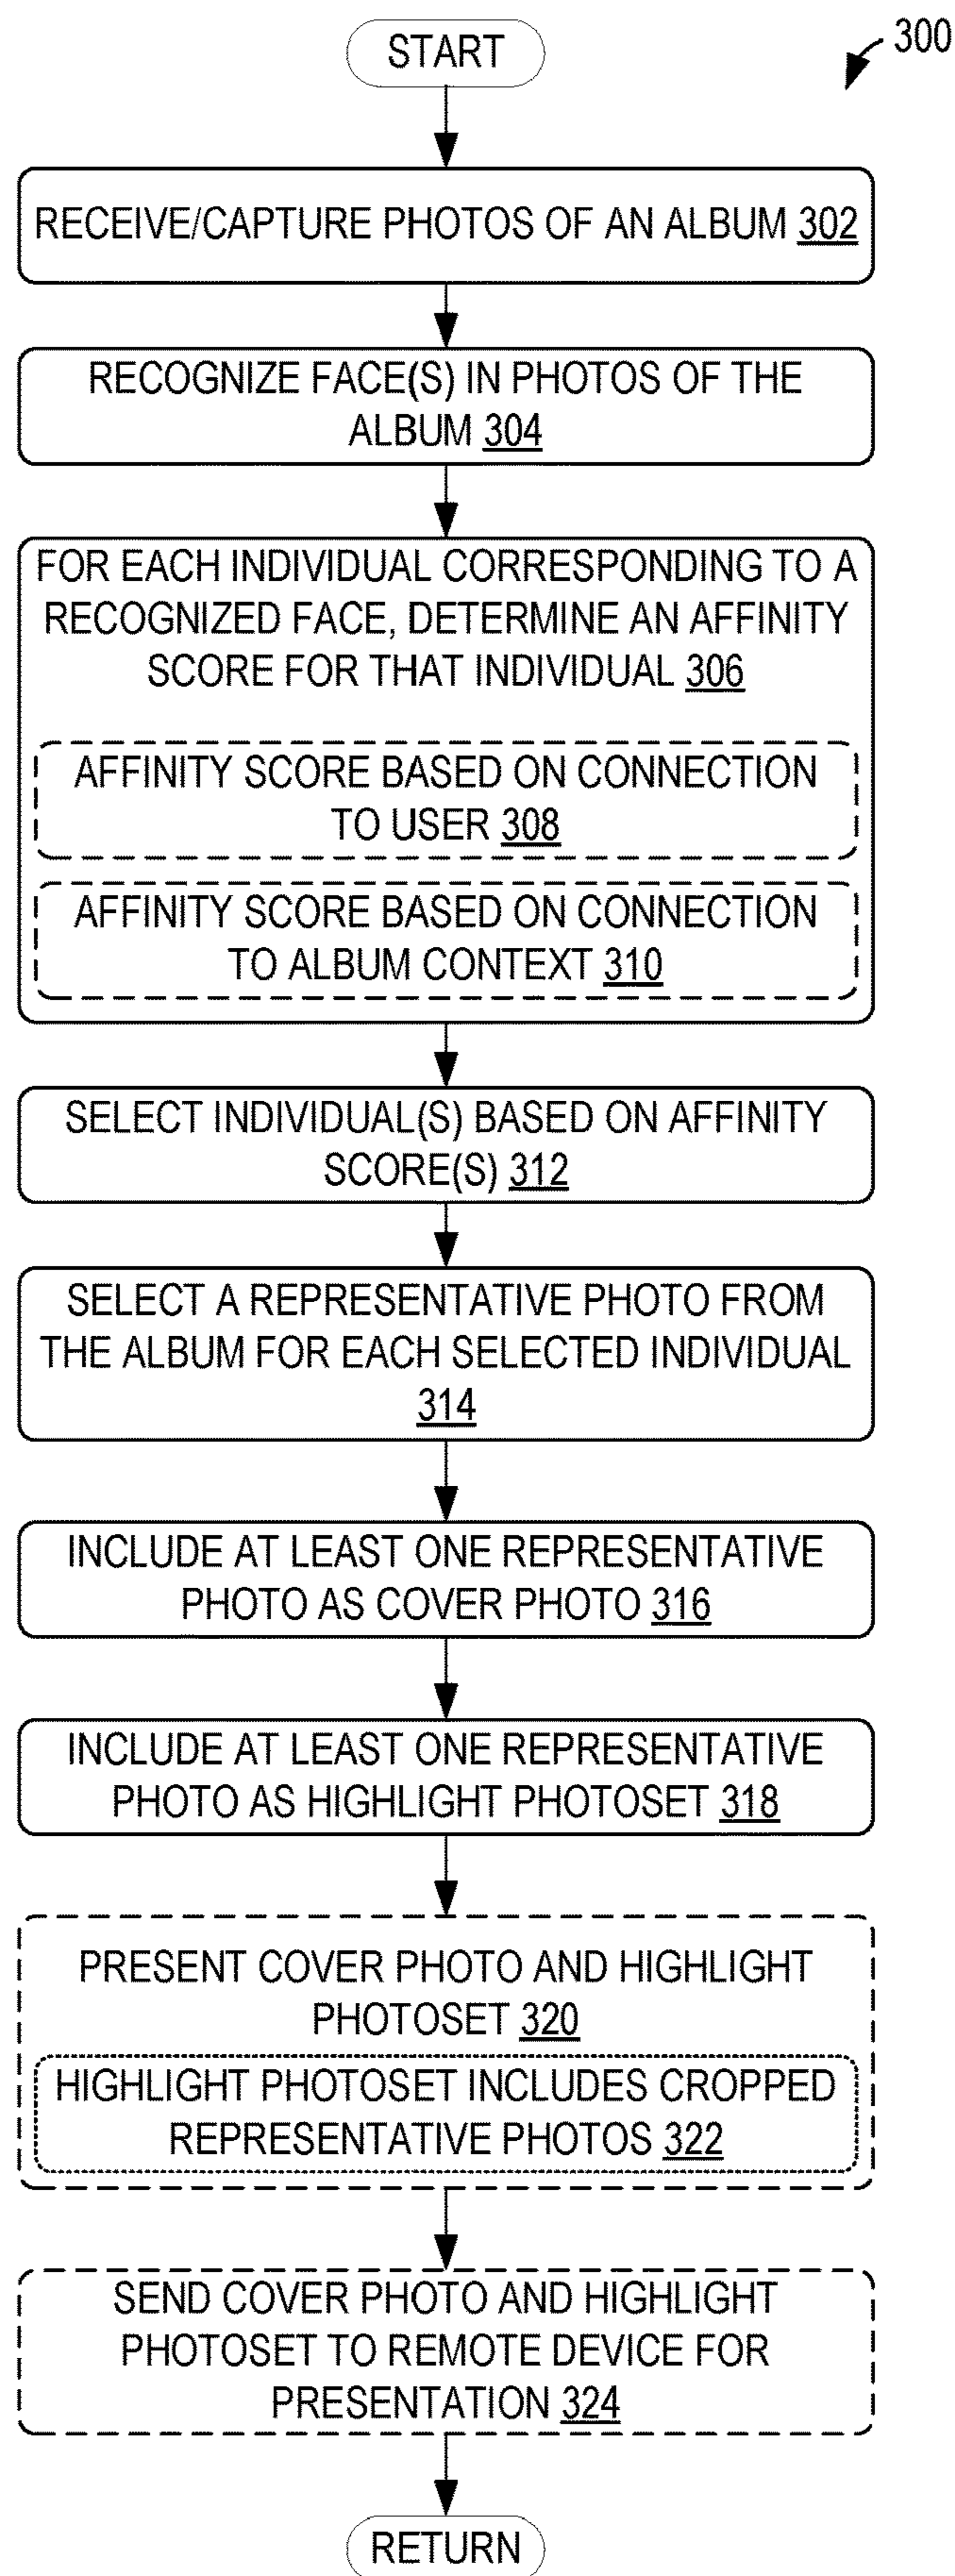 START
300
RECEIVE/CAPTURE PHOTOS OF AN ALBUM 302
RECOGNIZE FACE(S) IN PHOTOS OF THE
ALBUM 304
FOR EACH INDIVIDUAL CORRESPONDING TO A
RECOGNIZED FACE, DETERMINE AN AFFINITY
SCORE FOR THAT INDIVIDUAL 306
AFFINITY SCORE BASED ON CONNECTION
TO USER 308
AFFINITY SCORE BASED ON CONNECTION
TO ALBUM CONTEXT 310
SELECT INDIVIDUAL(S) BASED ON AFFINITY
SCORE(S) 312
SELECT A REPRESENTATIVE PHOTO FROM
THE ALBUM FOR EACH SELECTED INDIVIDUAL
314
INCLUDE AT LEAST ONE REPRESENTATIVE
PHOTO AS COVER PHOTO 316
INCLUDE AT LEAST ONE REPRESENTATIVE
PHOTO AS HIGHLIGHT PHOTOSET 318
PRESENT COVER PHOTO AND HIGHLIGHT
PHOTOSET 320
HIGHLIGHT PHOTOSET INCLUDES CROPPED
REPRESENTATIVE PHOTOS 322
SEND COVER PHOTO AND HIGHLIGHT
PHOTOSET TO REMOTE DEVICE FOR
PRESENTATION 324
RETURN